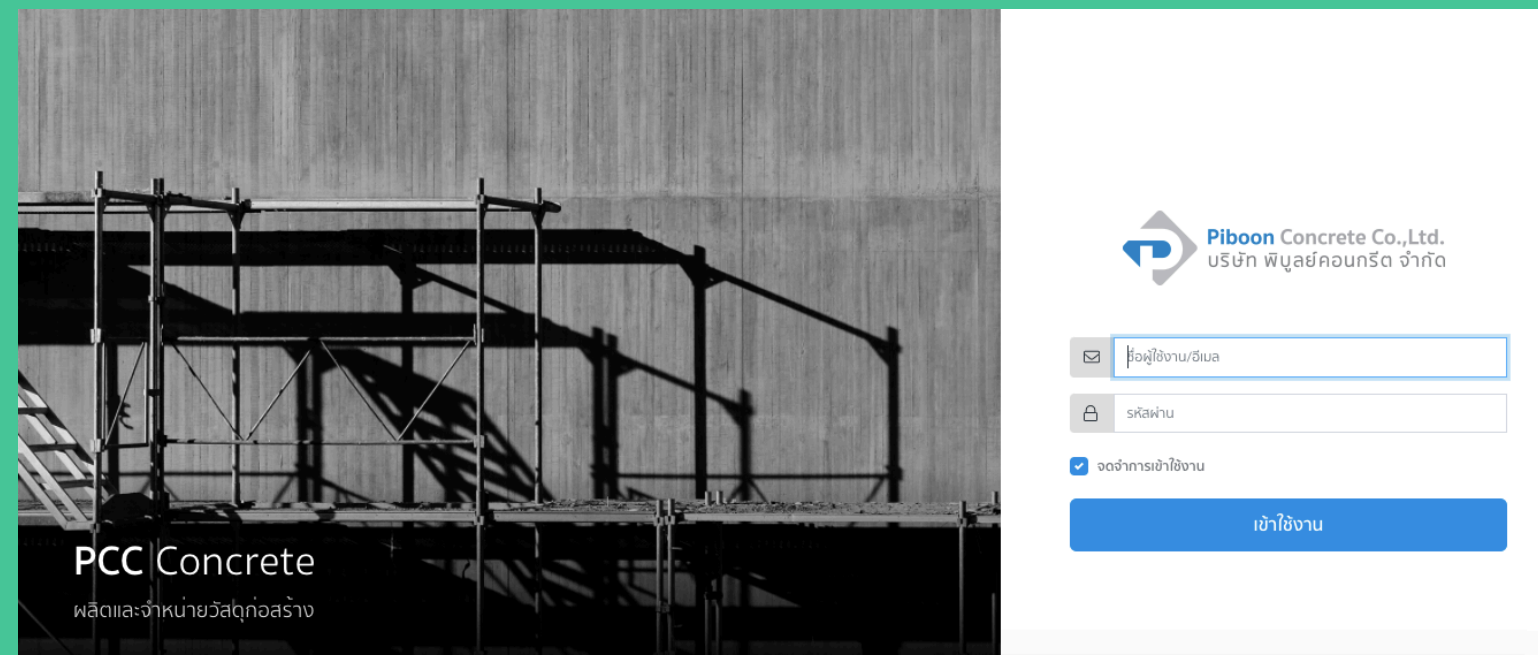 PCC Concrete
ผลิตและจำหน่ายวัสดุก่อสร้าง
Piboon Concrete Co.,Ltd.
บริษัท พิบูลย์คอนกรีต จำกัด
ชื่อผู้ใช้งาน/อีเมล
รหัสผ่าน
จดจำการเข้าใช้งาน
เข้าใช้งาน